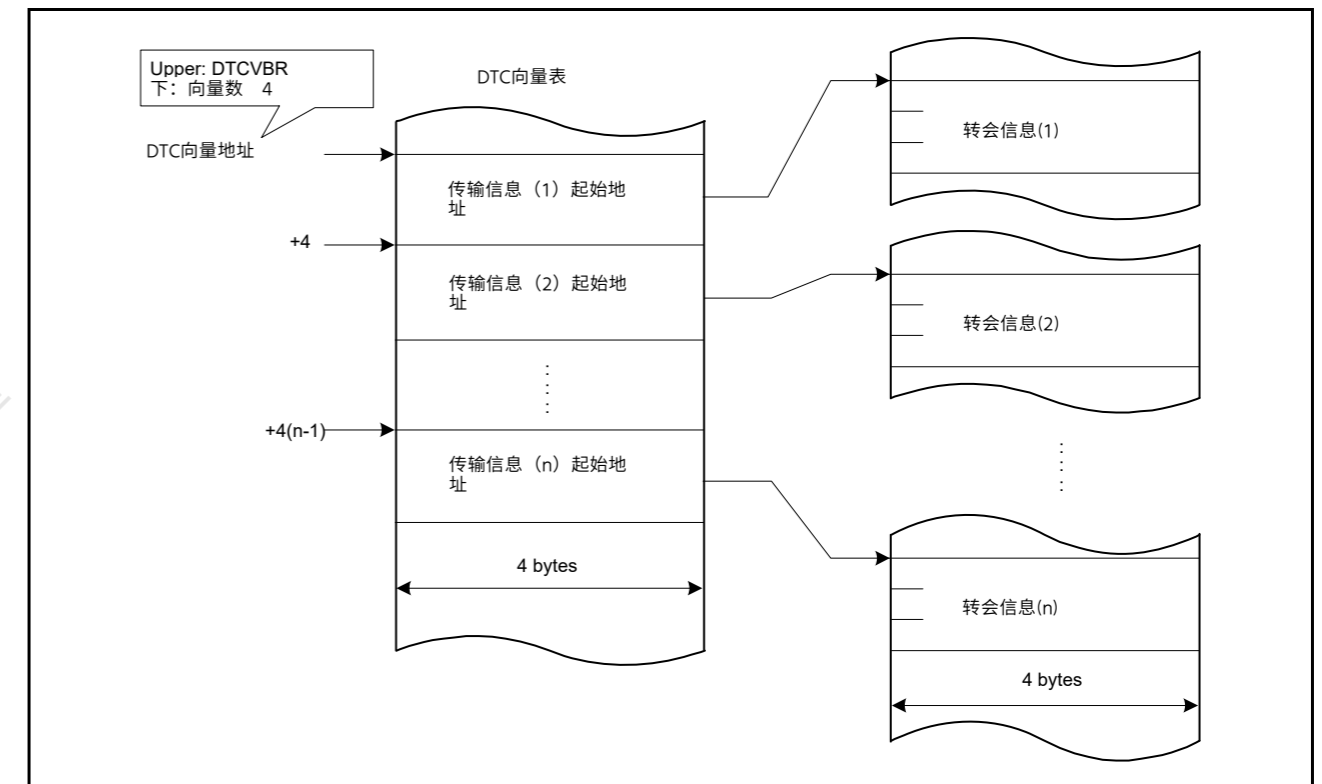 Upper: DTCVBR
下：向量数 4
DTC向量表
DTC向量地址
传输信息（1）起始地
址
+4
传输信息（2）起始地
址
+4(n-1)
传输信息（n）起始地
址
4 bytes
转会信息(1)
转会信息(2)
转会信息(n)
4 bytes